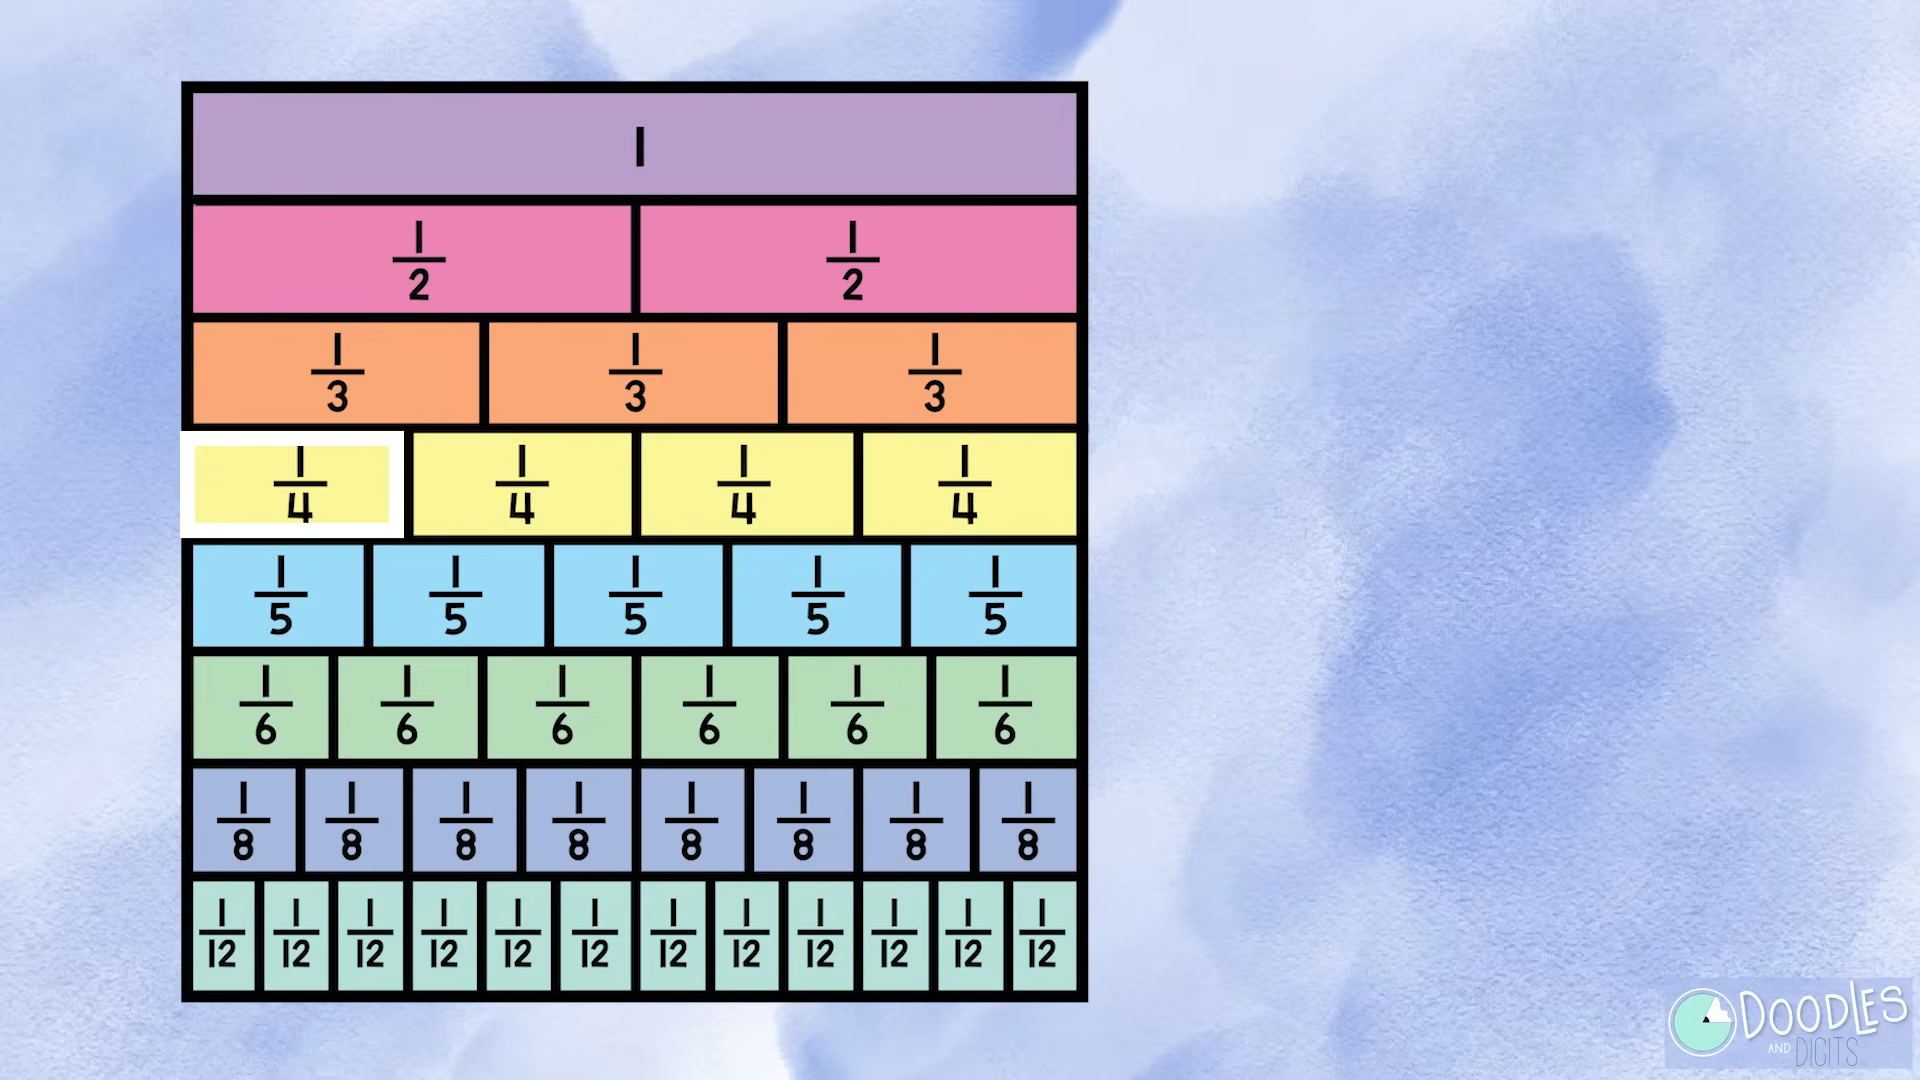 1
1/2 1/2
1/3 1/3 1/3
1/4 1/4 1/4 1/4
1/5 1/5 1/5 1/5 1/5
1/6 1/6 1/6 1/6 1/6 1/6
1/8 1/8 1/8 1/8 1/8 1/8 1/8 1/8
1/12 1/12 1/12 1/12 1/12 1/12 1/12 1/12 1/12 1/12 1/12 1/12
DOODLES
AND DIGITS